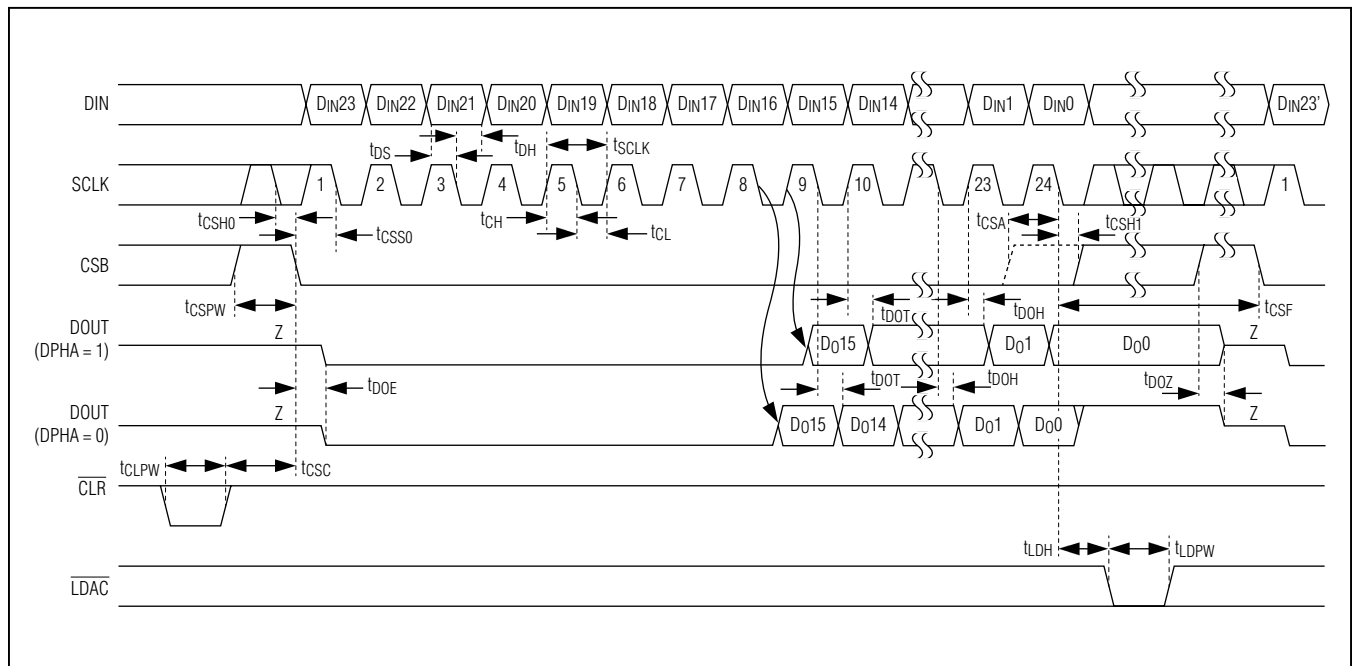 DIN DIN23 DIN22 DIN21 DIN20 DIN19 DIN18 DIN17 DIN16 DIN15 DIN14 DIN1 DIN0 DIN23'
tDS tDH tSCLK
SCLK 1 2 3 4 5 6 7 8 9 10 23 24 1
tCSH0 tCSS0 tCH tCL tCSA tCSH1
CSB
tCSPW tDOT tDOH tCSF
DOUT
(DPHA = 1)
Z DO15 DO1 DO0 Z
tDOE tDOT tDOH tDOZ
DOUT
(DPHA = 0)
Z DO15 DO14 DO1 DO0 Z
tCLPW tCSC
CLR
tLDH tLDPW
LDAC